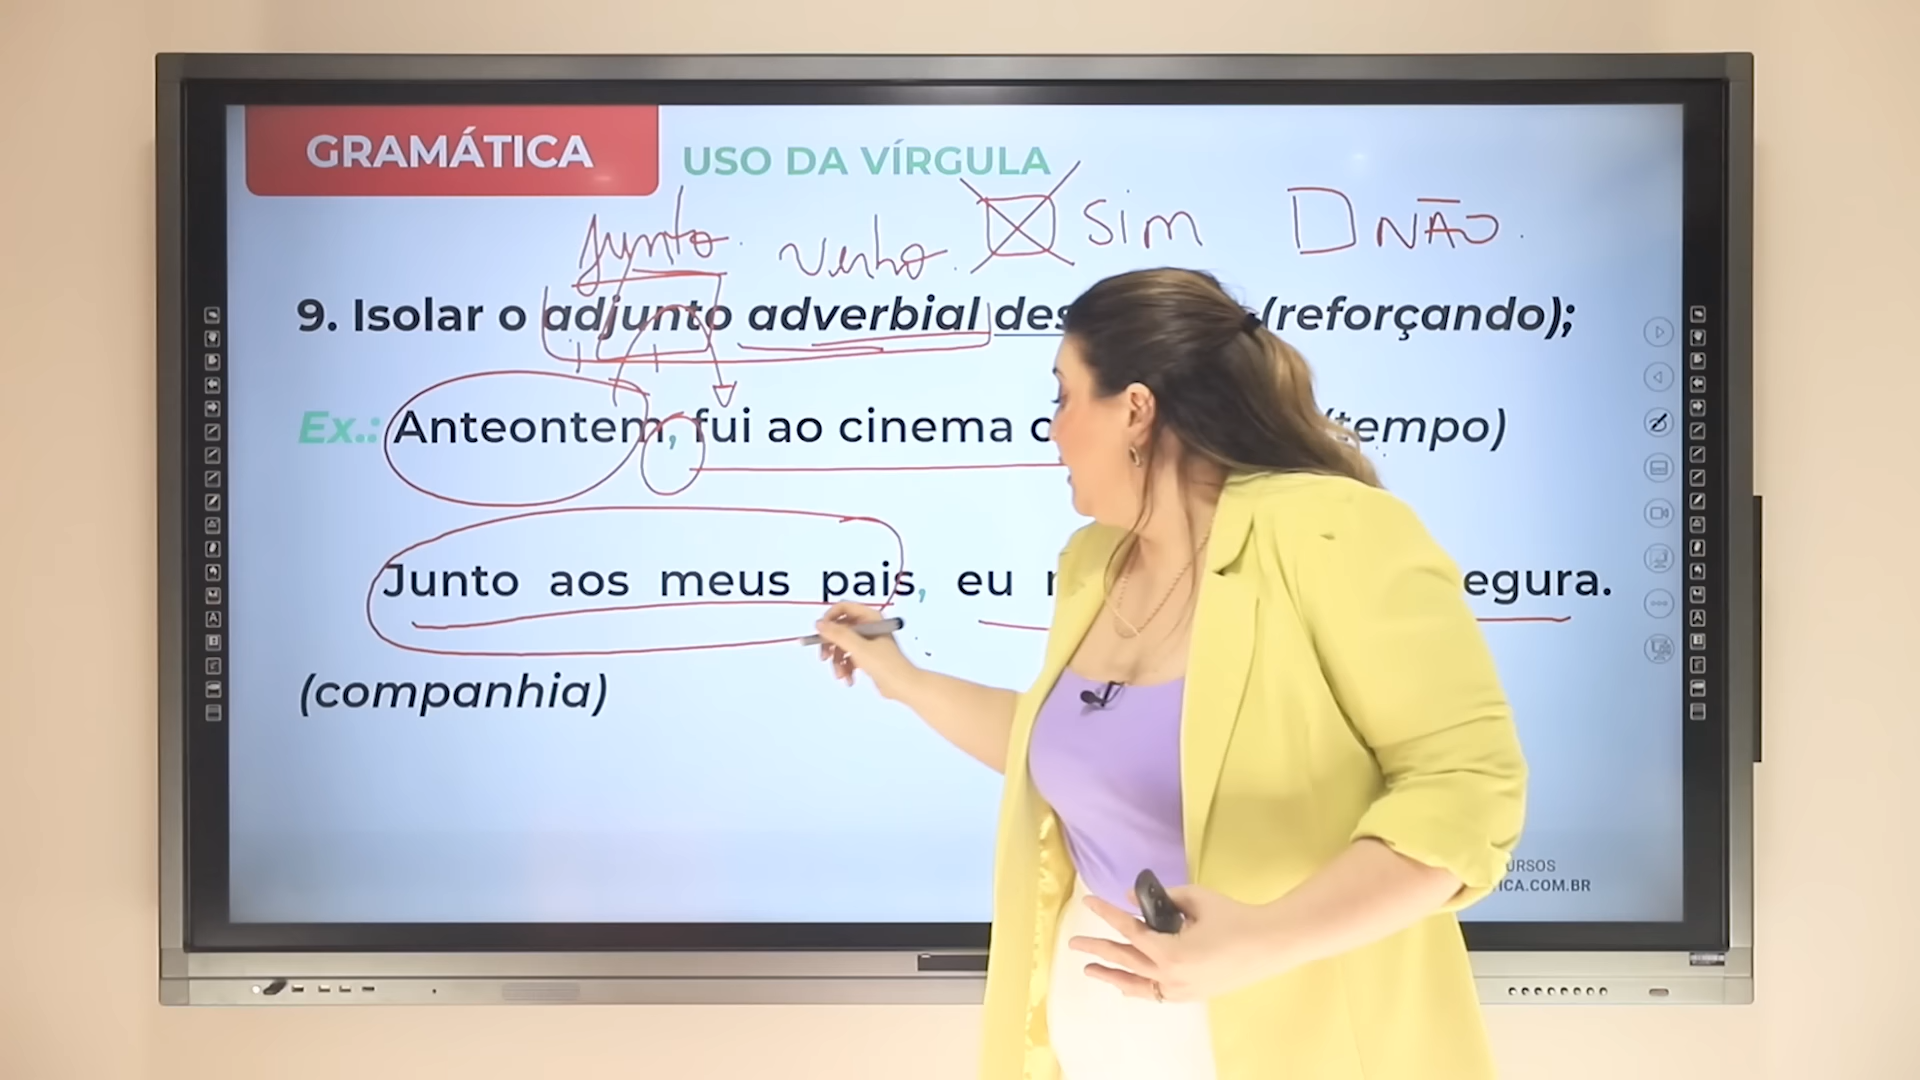 GRAMÁTICA
USO DA VÍRGULA
junto verbo sim NÃO
9. Isolar o adjunto adverbial des (reforçando);
Ex.: Anteontem, fui ao cinema c (tempo)
Junto aos meus pais, eu egura.
(companhia)
URSOS
ICA.COM.BR